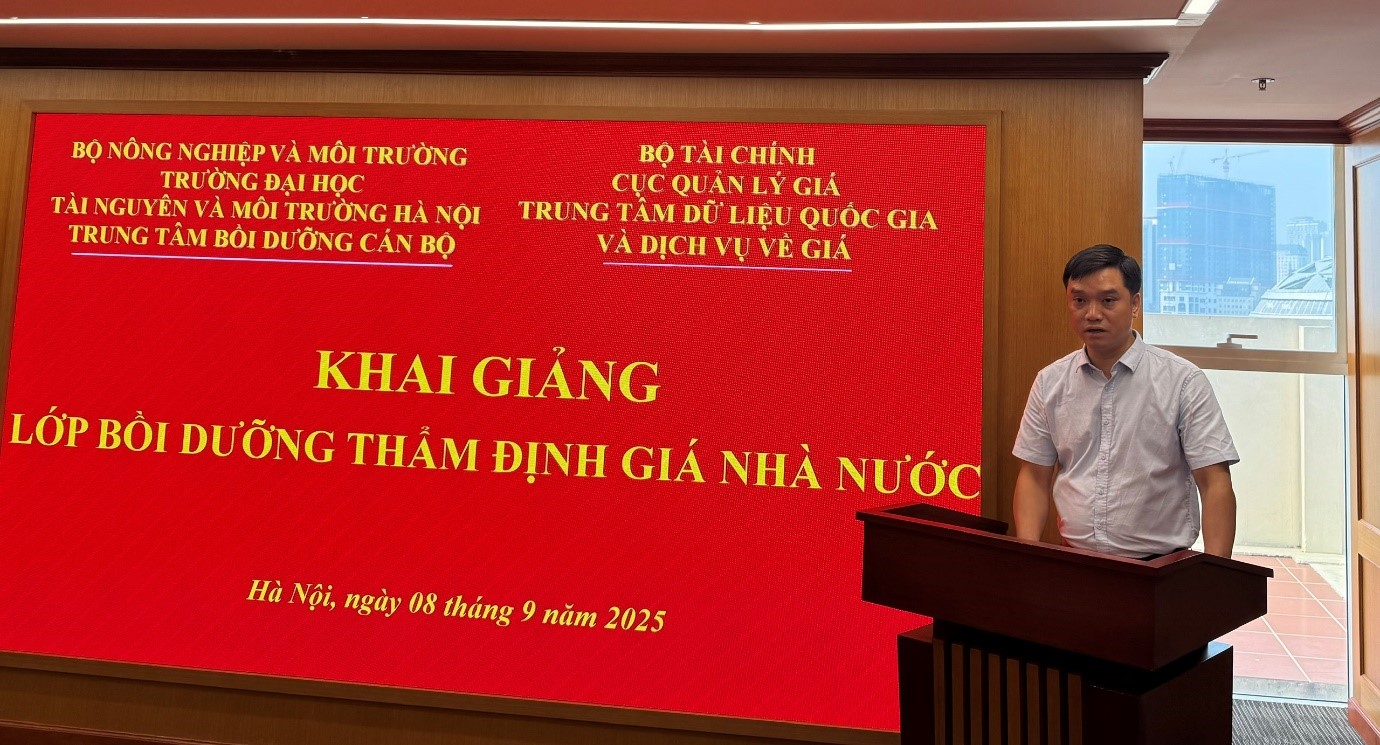 BỘ NÔNG NGHIỆP VÀ MÔI TRƯỜNG
TRƯỜNG ĐẠI HỌC
TÀI NGUYÊN VÀ MÔI TRƯỜNG HÀ NỘI
TRUNG TÂM BỒI DƯỠNG CÁN BỘ
BỘ TÀI CHÍNH
CỤC QUẢN LÝ GIÁ
TRUNG TÂM DỮ LIỆU QUỐC GIA
VÀ DỊCH VỤ VỀ GIÁ
KHAI GIẢNG
LỚP BỒI DƯỠNG THẨM ĐỊNH GIÁ NHÀ NƯỚC
Hà Nội, ngày 08 tháng 9 năm 2025